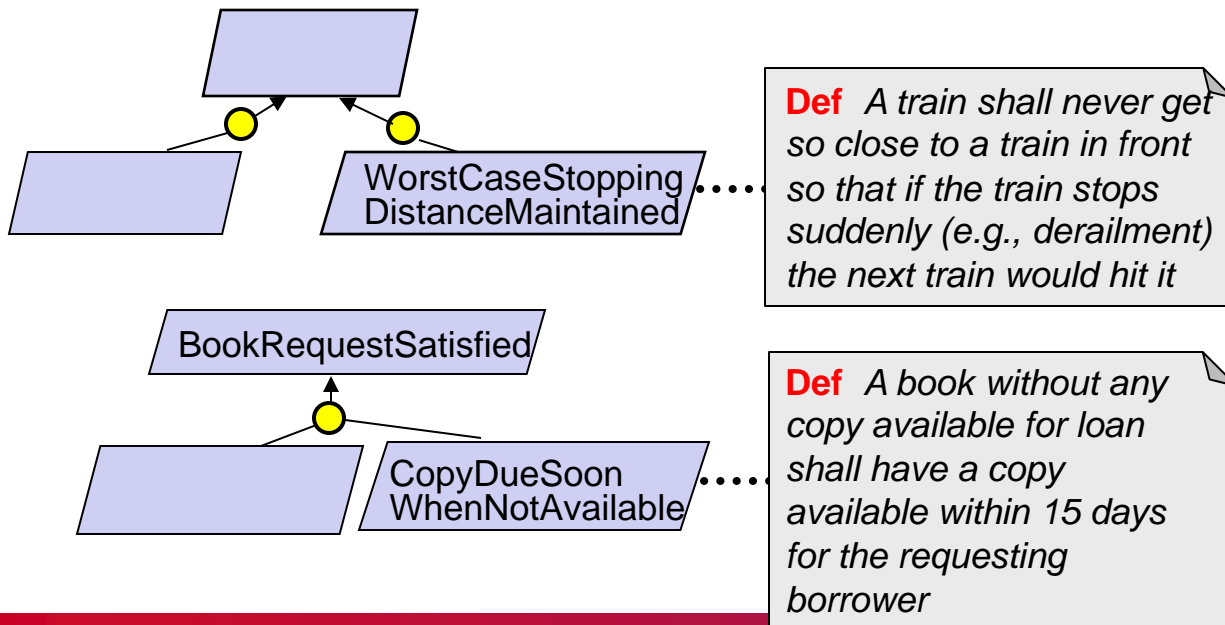 WorstCaseStopping
DistanceMaintained
Def A train shall never get
so close to a train in front
so that if the train stops
suddenly (e.g., derailment)
the next train would hit it
BookRequestSatisfied
CopyDueSoon
WhenNotAvailable
Def A book without any
copy available for loan
shall have a copy
available within 15 days
for the requesting
borrower